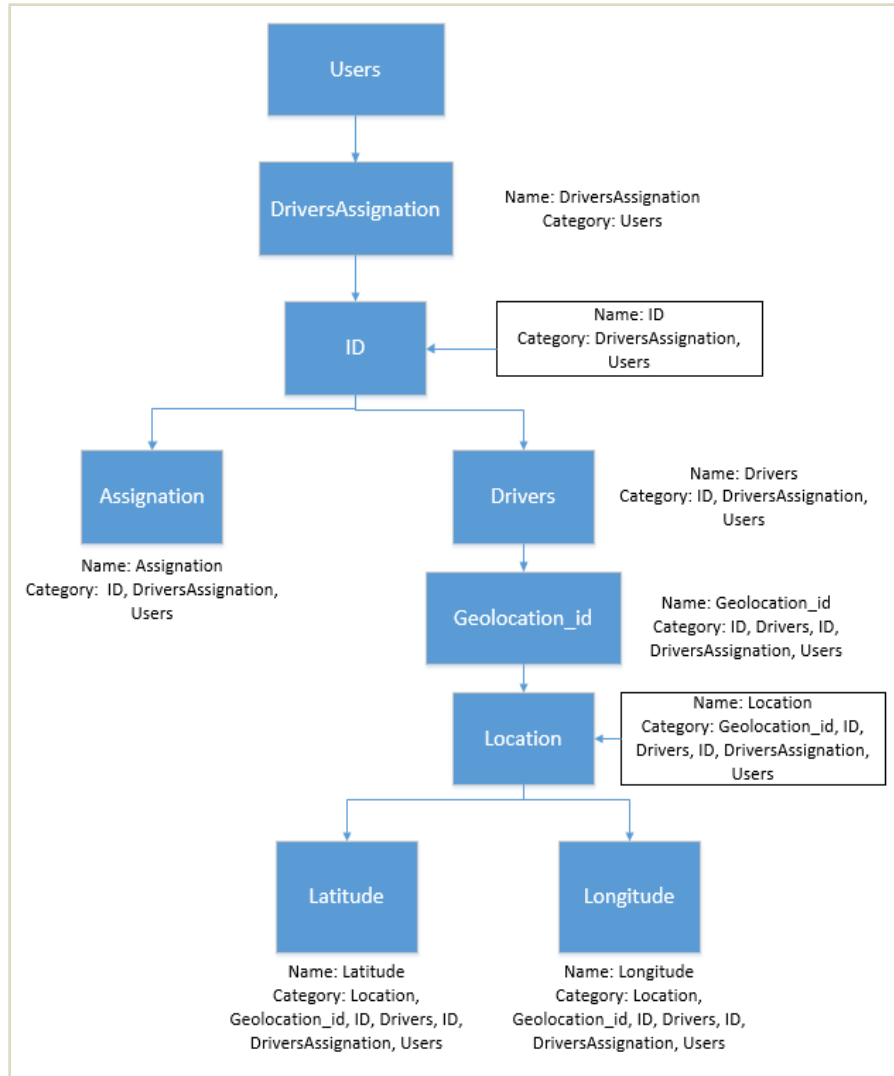 Users
DriversAssignation
Name: DriversAssignation
Category: Users
ID
Name: ID
Category: DriversAssignation,
Users
Assignation
Name: Assignation
Category:  ID, DriversAssignation,
Users
Drivers
Name: Drivers
Category: ID, DriversAssignation,
Users
Geolocation_id
Name: Geolocation_id
Category: ID, Drivers, ID,
DriversAssignation, Users
Location
Name: Location
Category: Geolocation_id, ID,
Drivers, ID, DriversAssignation,
Users
Latitude
Name: Latitude
Category: Location,
Geolocation_id, ID, Drivers, ID,
DriversAssignation, Users
Longitude
Name: Longitude
Category: Location,
Geolocation_id, ID, Drivers, ID,
DriversAssignation, Users